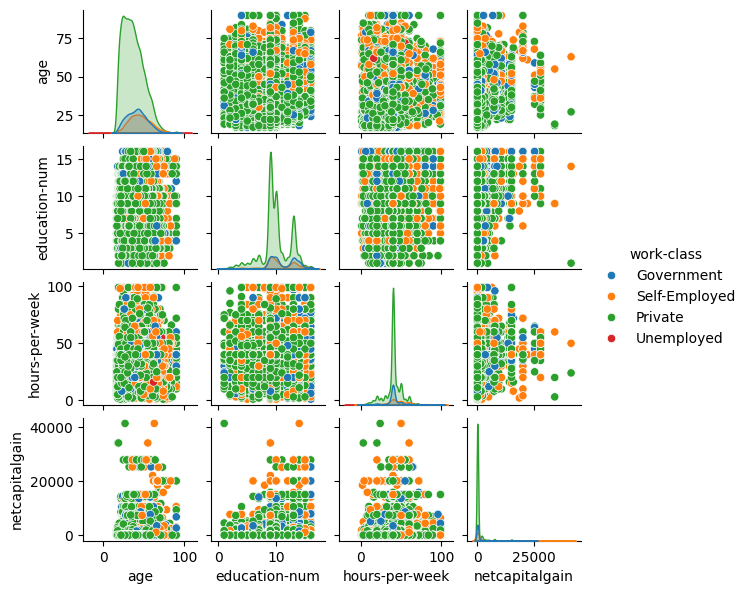 75
50
25
age
15
10
5
education-num
100
50
0
hours-per-week
40000
20000
0
netcapitalgain
0 100
age
0 10
education-num
0 100
hours-per-week
0 25000
netcapitalgain
work-class
Government
Self-Employed
Private
Unemployed